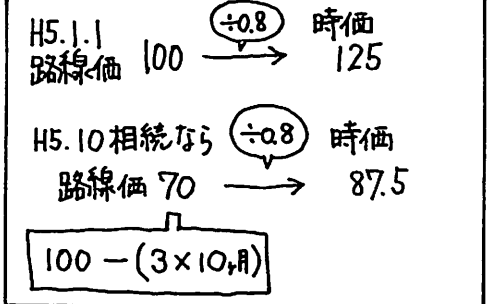 H5.1.1
路線価 100 ÷0.8 時価 125
H5.10相続なら ÷0.8 時価
路線価 70 87.5
100 − (3×10ヶ月)